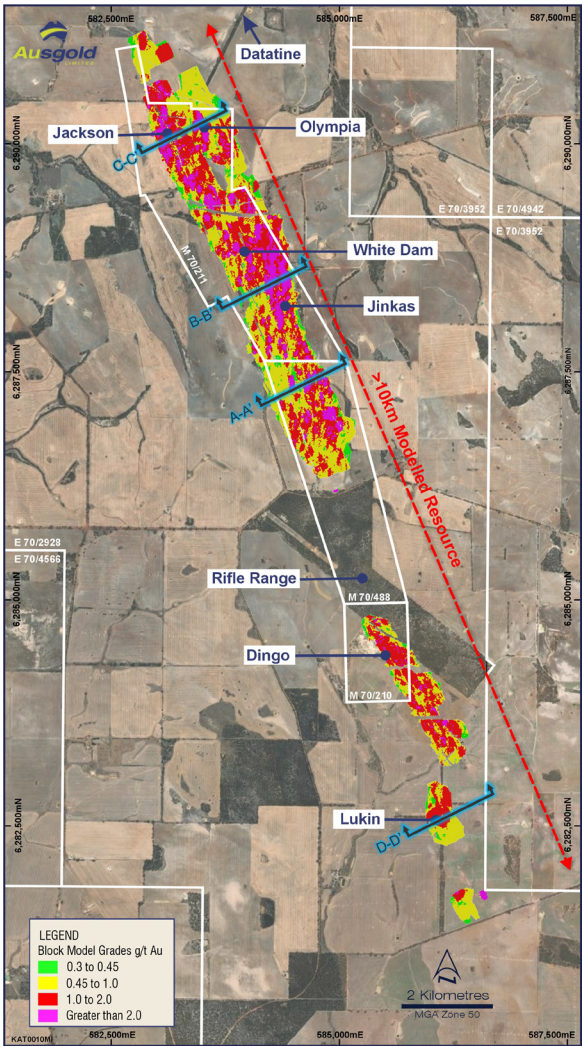 582,500mE
585,000mE
587,500mE
Ausgold
LIMITED
Datatine
Jackson
Olympia
C-C'
6,290,000mN
6,290,000mN
E 70/3952
E 70/4942
E 70/3952
White Dam
M 70/211
B-B'
Jinkas
6,287,500mN
6,287,500mN
A-A'
>10km Modelled Resource
E 70/2928
E 70/4566
Rifle Range
M 70/488
6,285,000mN
6,285,000mN
Dingo
M 70/210
Lukin
6,282,500mN
6,282,500mN
D-D'
LEGEND
Block Model Grades g/t Au
0.3 to 0.45
0.45 to 1.0
1.0 to 2.0
Greater than 2.0
N
2 Kilometres
MGA Zone 50
582,500mE
585,000mE
587,500mE